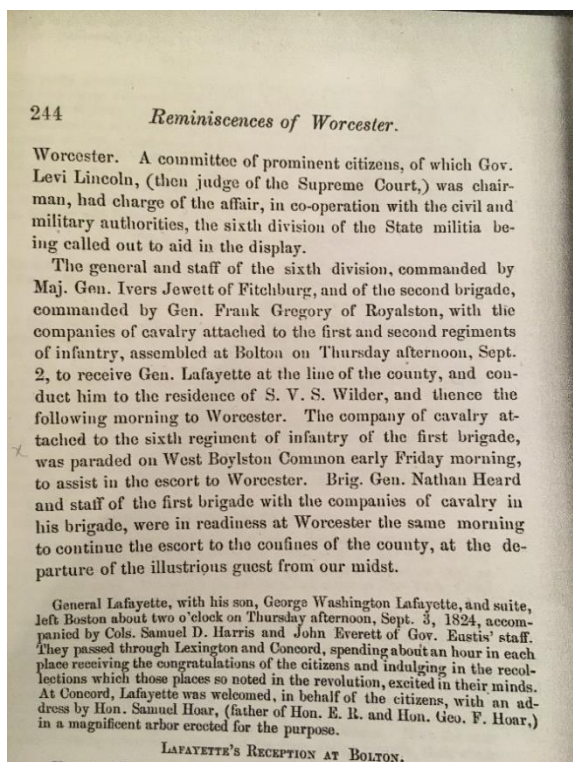 244
Reminiscences of Worcester.
Worcester. A committee of prominent citizens, of which Gov.
Levi Lincoln, (then judge of the Supreme Court,) was chair-
man, had charge of the affair, in co-operation with the civil and
military authorities, the sixth division of the State militia be-
ing called out to aid in the display.
The general and staff of the sixth division, commanded by
Maj. Gen. Ivers Jewett of Fitchburg, and of the second brigade,
commanded by Gen. Frank Gregory of Royalston, with the
companies of cavalry attached to the first and second regiments
of infantry, assembled at Bolton on Thursday afternoon, Sept.
2, to receive Gen. Lafayette at the line of the county, and con-
duct him to the residence of S. V. S. Wilder, and thence the
following morning to Worcester. The company of cavalry at-
tached to the sixth regiment of infantry of the first brigade,
was paraded on West Boylston Common early Friday morning,
to assist in the escort to Worcester. Brig. Gen. Nathan Heard
and staff of the first brigade with the companies of cavalry in
his brigade, were in readiness at Worcester the same morning
to continue the escort to the confines of the county, at the de-
parture of the illustrious guest from our midst.
General Lafayette, with his son, George Washington Lafayette, and suite,
left Boston about two o'clock on Thursday afternoon, Sept. 3, 1824, accom-
panied by Cols. Samuel D. Harris and John Everett of Gov. Eustis' staff.
They passed through Lexington and Concord, spending about an hour in each
place receiving the congratulations of the citizens and indulging in the recol-
lections which those places so noted in the revolution, excited in their minds.
At Concord, Lafayette was welcomed, in behalf of the citizens, with an ad-
dress by Hon. Samuel Hoar, (father of Hon. E. R. and Hon. Geo. F. Hoar,)
in a magnificent arbor erected for the purpose.
LAFAYETTE'S RECEPTION AT BOLTON.